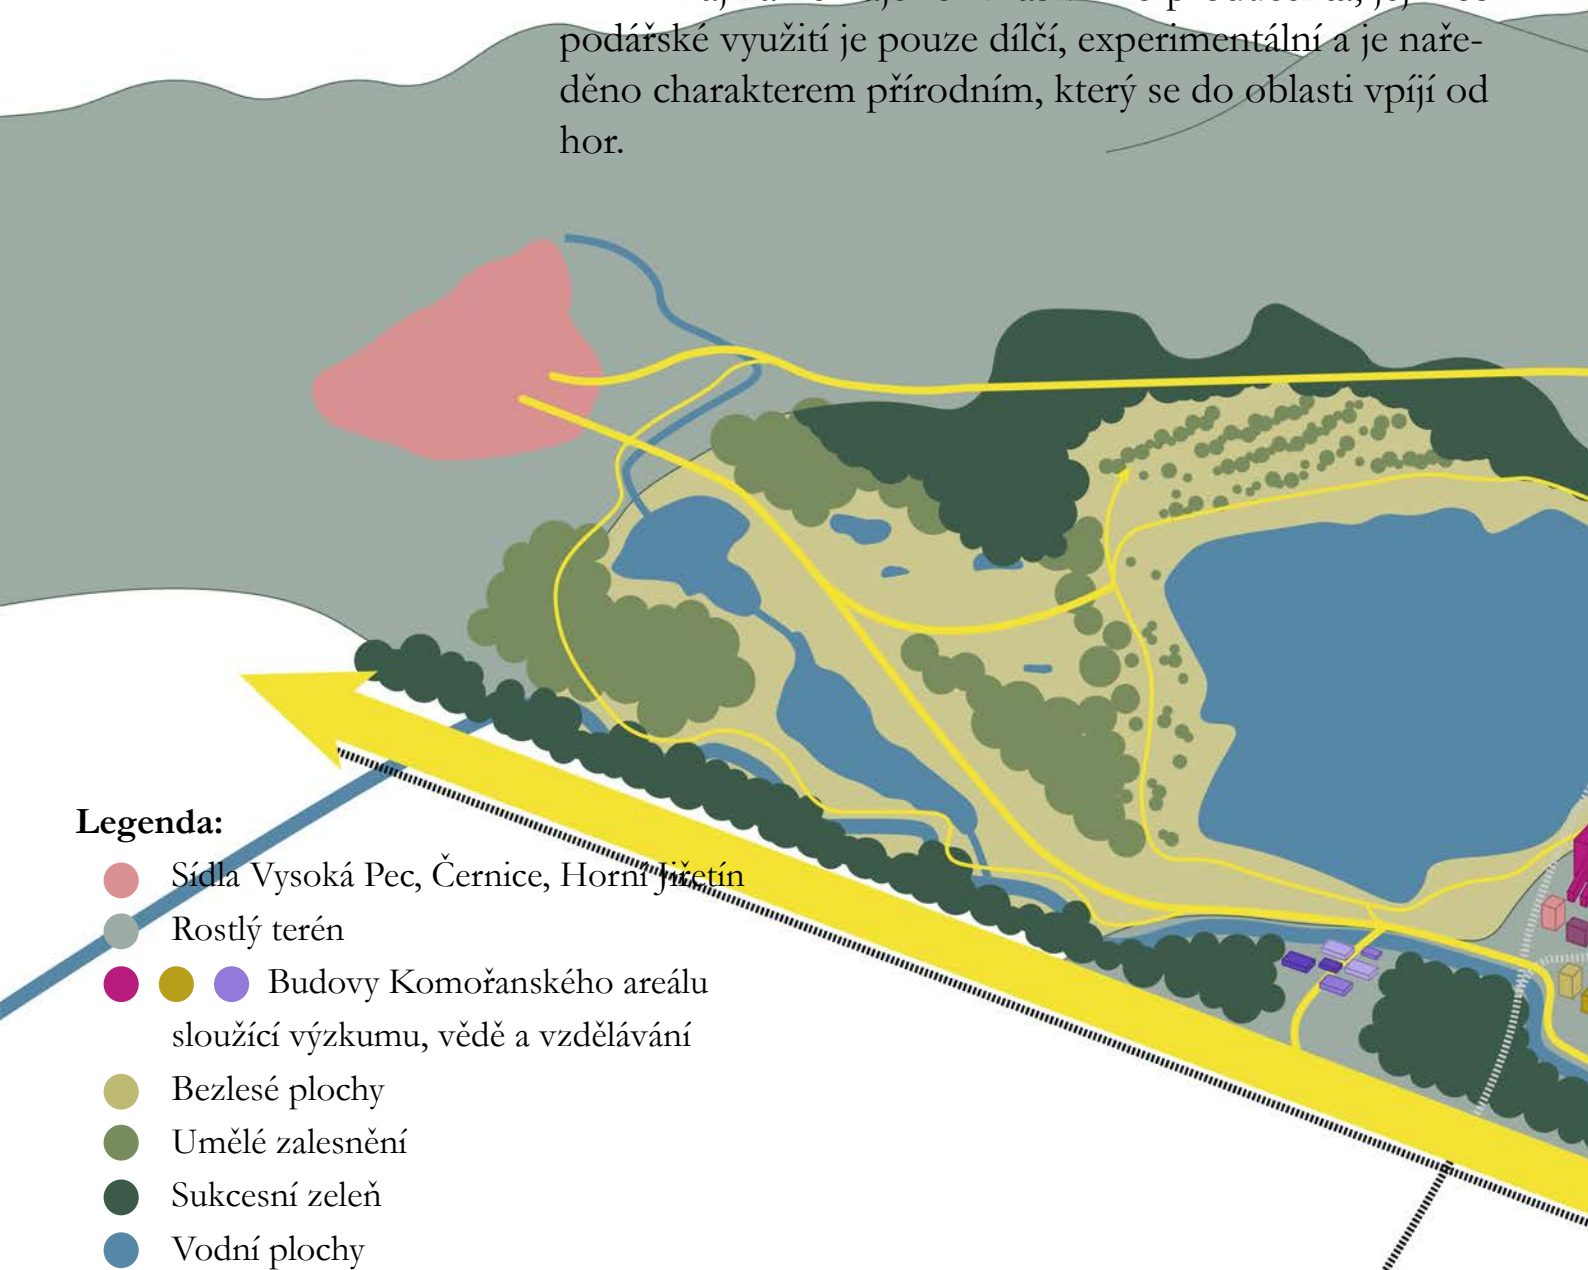 podářské využití je pouze dílčí, experimentální a je naře-
děno charakterem přírodním, který se do oblasti vpíjí od
hor.
Legenda:
Sídla Vysoká Pec, Černice, Horní Jiřetín
Rostlý terén
Budovy Komořanského areálu
sloužící výzkumu, vědě a vzdělávání
Bezlesé plochy
Umělé zalesnění
Sukcesní zeleň
Vodní plochy